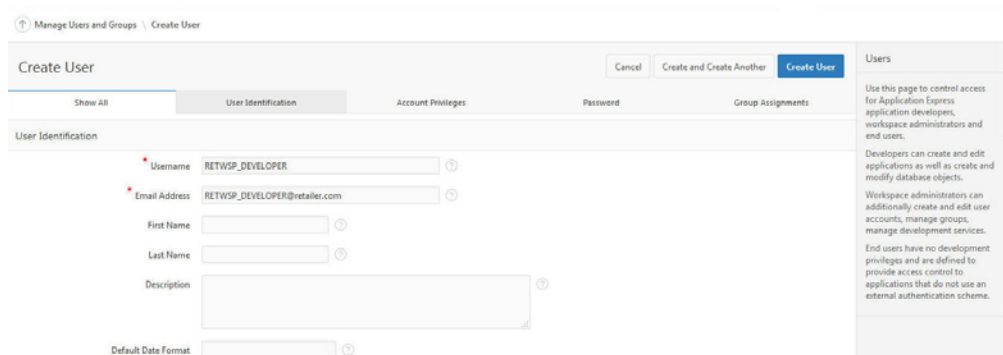 Manage Users and Groups \ Create User
Create User
Cancel
Create and Create Another
Create User
Show All
User Identification
Account Privileges
Password
Group Assignments
User Identification
* Username RETWSP_DEVELOPER ?
* Email Address RETWSP_DEVELOPER@retailer.com ?
First Name ?
Last Name ?
Description ?
Default Date Format ?
Users
Use this page to control access
for Application Express
application developers,
workspace administrators and
end users.
Developers can create and edit
applications as well as create and
modify database objects.
Workspace administrators can
additionally create and edit user
accounts, manage groups,
manage development services.
End users have no development
privileges and are defined to
provide access control to
applications that do not use an
external authentication scheme.